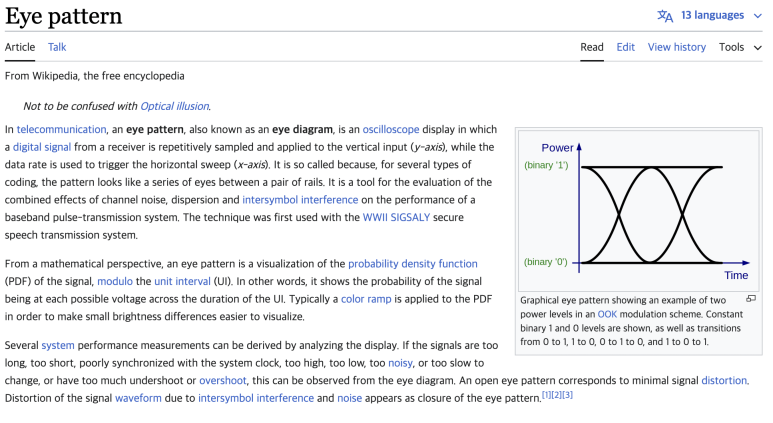 Eye pattern
13 languages
Article Talk Read Edit View history Tools
From Wikipedia, the free encyclopedia
Not to be confused with Optical illusion.
In telecommunication, an eye pattern, also known as an eye diagram, is an oscilloscope display in which
a digital signal from a receiver is repetitively sampled and applied to the vertical input (y-axis), while the
data rate is used to trigger the horizontal sweep (x-axis). It is so called because, for several types of
coding, the pattern looks like a series of eyes between a pair of rails. It is a tool for the evaluation of the
combined effects of channel noise, dispersion and intersymbol interference on the performance of a
baseband pulse-transmission system. The technique was first used with the WWII SIGSALY secure
speech transmission system.
From a mathematical perspective, an eye pattern is a visualization of the probability density function
(PDF) of the signal, modulo the unit interval (UI). In other words, it shows the probability of the signal
being at each possible voltage across the duration of the UI. Typically a color ramp is applied to the PDF
in order to make small brightness differences easier to visualize.
Power
(binary '1')
(binary '0')
Time
Graphical eye pattern showing an example of two
power levels in an OOK modulation scheme. Constant
binary 1 and 0 levels are shown, as well as transitions
from 0 to 1, 1 to 0, 0 to 1 to 0, and 1 to 0 to 1.
Several system performance measurements can be derived by analyzing the display. If the signals are too
long, too short, poorly synchronized with the system clock, too high, too low, too noisy, or too slow to
change, or have too much undershoot or overshoot, this can be observed from the eye diagram. An open eye pattern corresponds to minimal signal distortion.
Distortion of the signal waveform due to intersymbol interference and noise appears as closure of the eye pattern.[1][2][3]